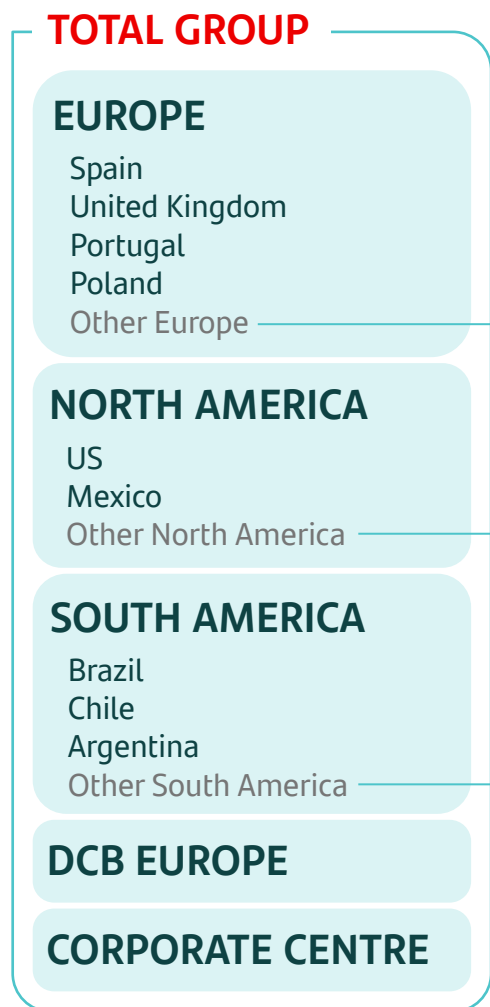 TOTAL GROUP
EUROPE
Spain
United Kingdom
Portugal
Poland
Other Europe
NORTH AMERICA
US
Mexico
Other North America
SOUTH AMERICA
Brazil
Chile
Argentina
Other South America
DCB EUROPE
CORPORATE CENTRE